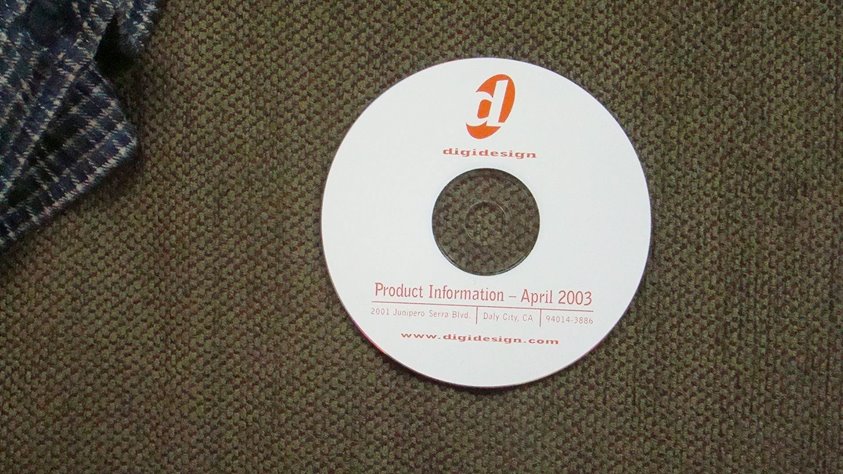 d
digidesign
Product Information – April 2003
2001 Junipero Serra Blvd. | Daly City, CA | 94014-3886
www.digidesign.com